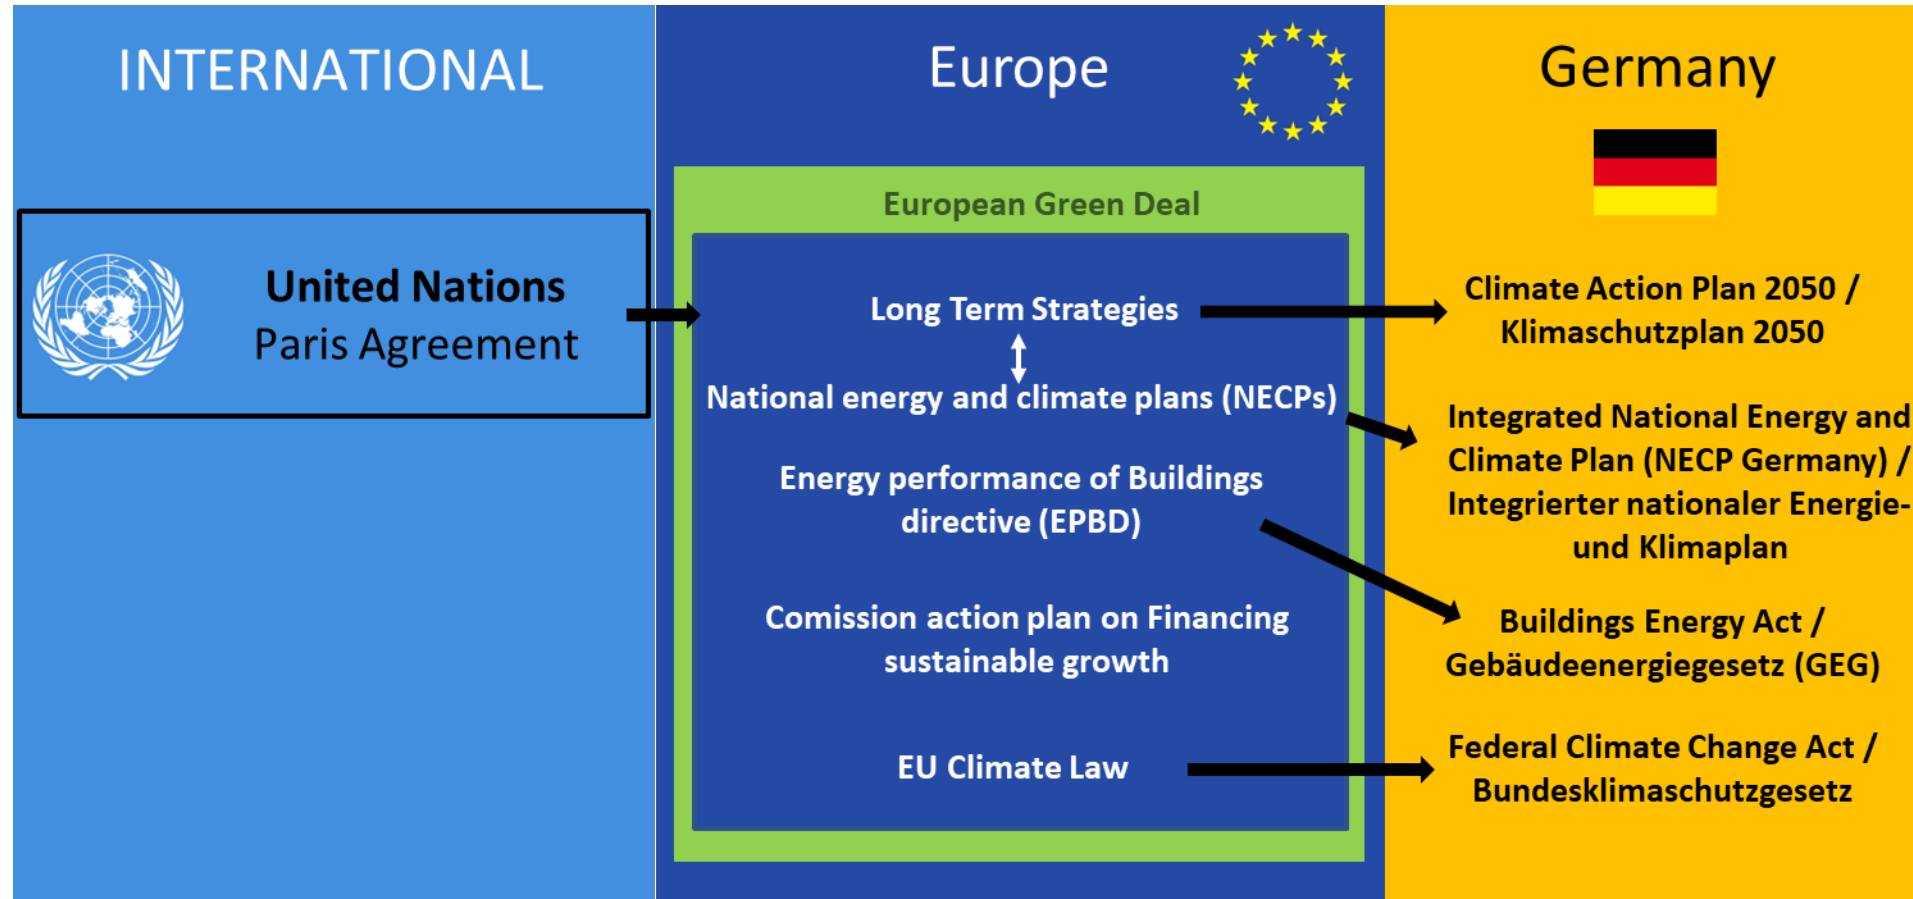 INTERNATIONAL
United Nations
Paris Agreement
Europe
European Green Deal
Long Term Strategies
National energy and climate plans (NECPs)
Energy performance of Buildings
directive (EPBD)
Comission action plan on Financing
sustainable growth
EU Climate Law
Germany
Climate Action Plan 2050 /
Klimaschutzplan 2050
Integrated National Energy and
Climate Plan (NECP Germany) /
Integrierter nationaler Energie-
und Klimaplan
Buildings Energy Act /
Gebäudeenergiegesetz (GEG)
Federal Climate Change Act /
Bundesklimaschutzgesetz